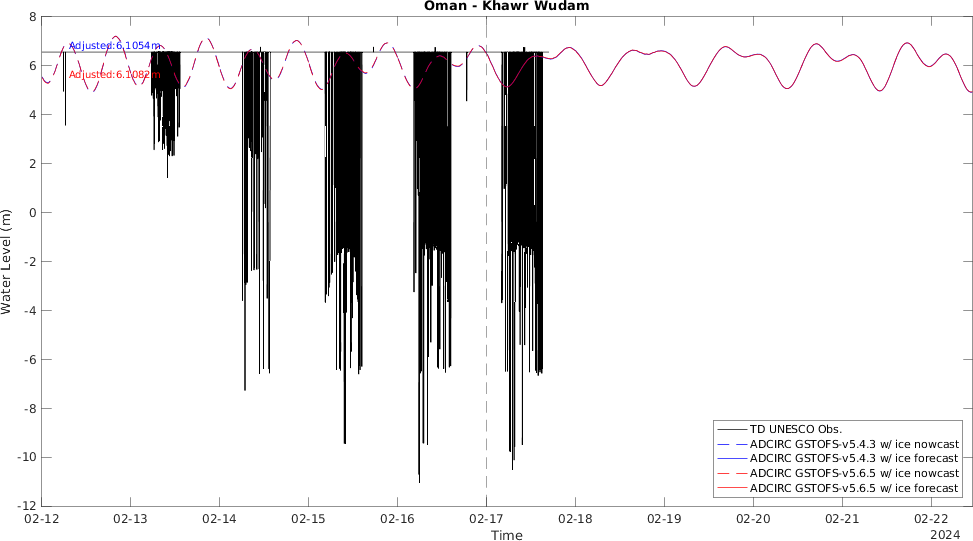 Oman - Khawr Wudam
8
6
4
2
0
-2
-4
-6
-8
-10
-12
Water Level (m)
Adjusted:6.1054m
Adjusted:6.1082m
TD UNESCO Obs.
ADCIRC GSTOFS-v5.4.3 w/ ice nowcast
ADCIRC GSTOFS-v5.4.3 w/ ice forecast
ADCIRC GSTOFS-v5.6.5 w/ ice nowcast
ADCIRC GSTOFS-v5.6.5 w/ ice forecast
02-12 02-13 02-14 02-15 02-16 02-17 02-18 02-19 02-20 02-21 02-22
Time
2024